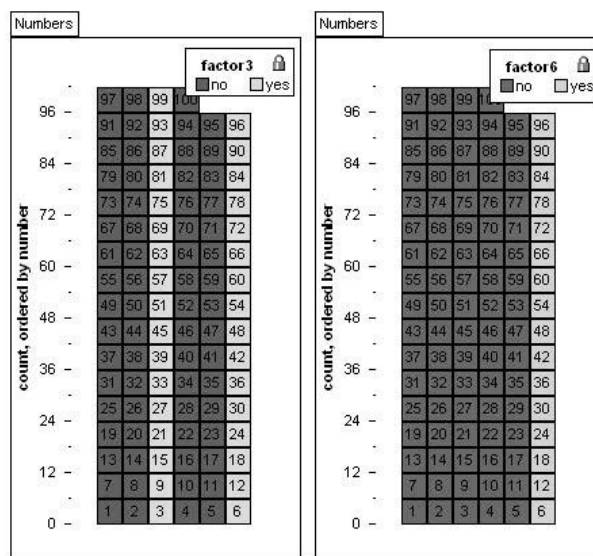 Numbers
factor3
no yes
count, ordered by number
97 98 99 100
96
91 92 93 94 95 96
85 86 87 88 89 90
84
79 80 81 82 83 84
73 74 75 76 77 78
72
67 68 69 70 71 72
61 62 63 64 65 66
60
55 56 57 58 59 60
49 50 51 52 53 54
48
43 44 45 46 47 48
37 38 39 40 41 42
36
31 32 33 34 35 36
25 26 27 28 29 30
24
19 20 21 22 23 24
13 14 15 16 17 18
12
7 8 9 10 11 12
1 2 3 4 5 6
0
Numbers
factor6
no yes
count, ordered by number
97 98 99
96
91 92 93 94 95 96
85 86 87 88 89 90
84
79 80 81 82 83 84
73 74 75 76 77 78
72
67 68 69 70 71 72
61 62 63 64 65 66
60
55 56 57 58 59 60
49 50 51 52 53 54
48
43 44 45 46 47 48
37 38 39 40 41 42
36
31 32 33 34 35 36
25 26 27 28 29 30
24
19 20 21 22 23 24
13 14 15 16 17 18
12
7 8 9 10 11 12
1 2 3 4 5 6
0